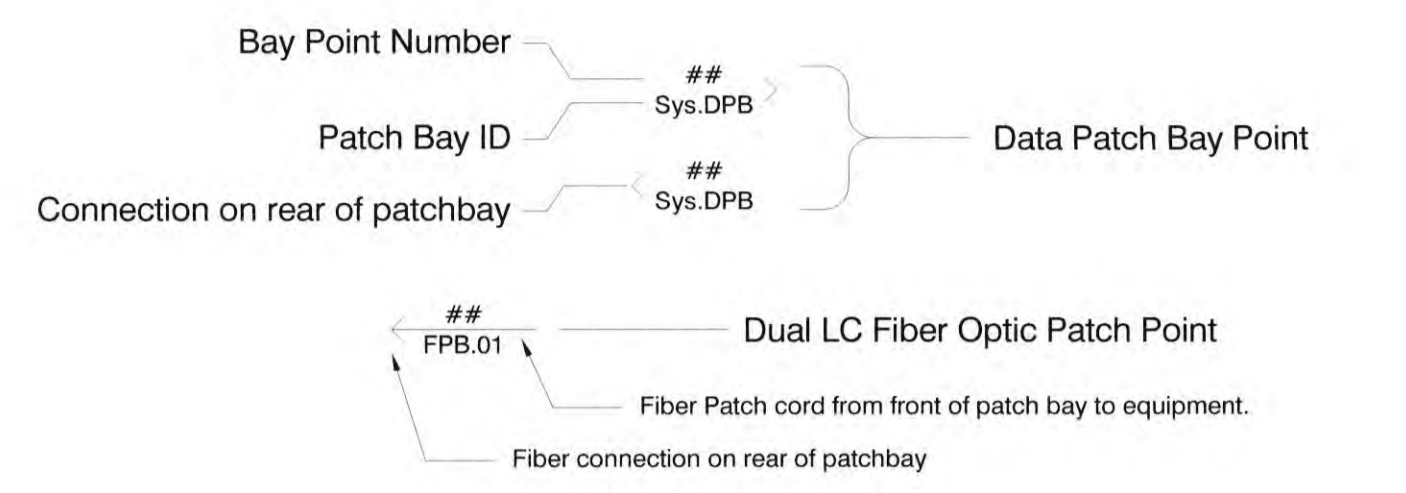 Bay Point Number
##
Sys.DPB
Patch Bay ID
Data Patch Bay Point
##
Sys.DPB
Connection on rear of patchbay
##
FPB.01
Dual LC Fiber Optic Patch Point
Fiber Patch cord from front of patch bay to equipment.
Fiber connection on rear of patchbay